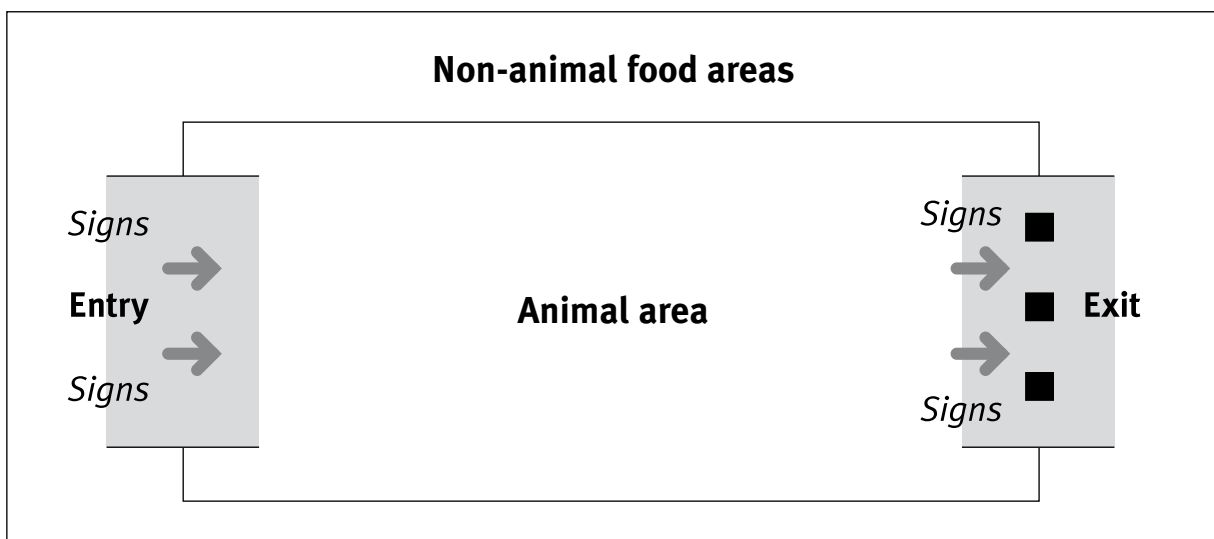 Non-animal food areas
Signs
Signs
Entry
Animal area
Exit
Signs
Signs